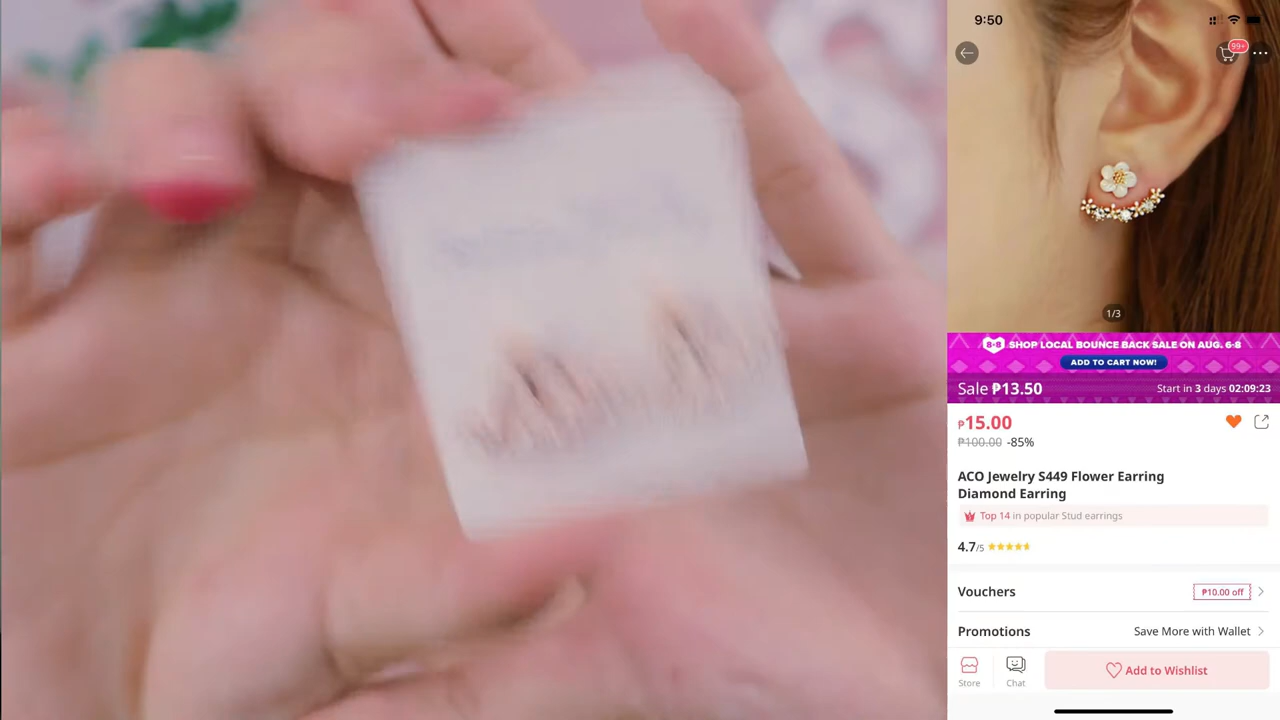 9:50
99+
1/3
8•8 SHOP LOCAL BOUNCE BACK SALE ON AUG. 6-8
ADD TO CART NOW!
Sale ₱13.50
Start in 3 days 02:09:23
₱15.00
₱100.00 -85%
ACO Jewelry S449 Flower Earring
Diamond Earring
Top 14 in popular Stud earrings
4.7/5
Vouchers
₱10.00 off
Promotions
Save More with Wallet
Store
Chat
Add to Wishlist